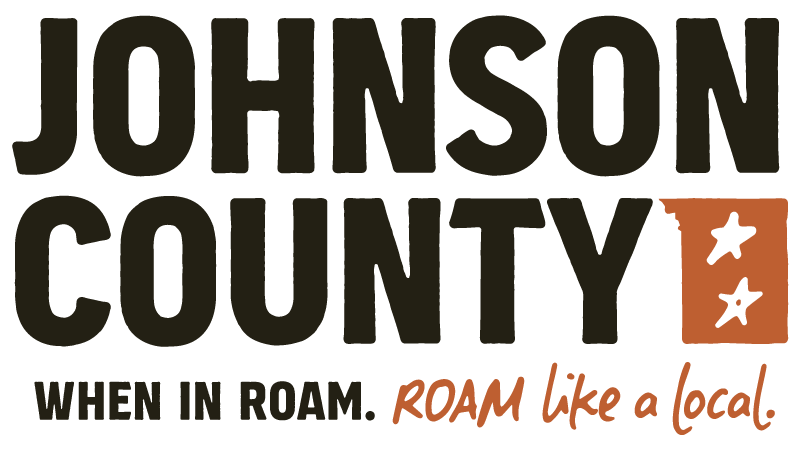 JOHNSON
COUNTY
WHEN IN ROAM. ROAM like a local.